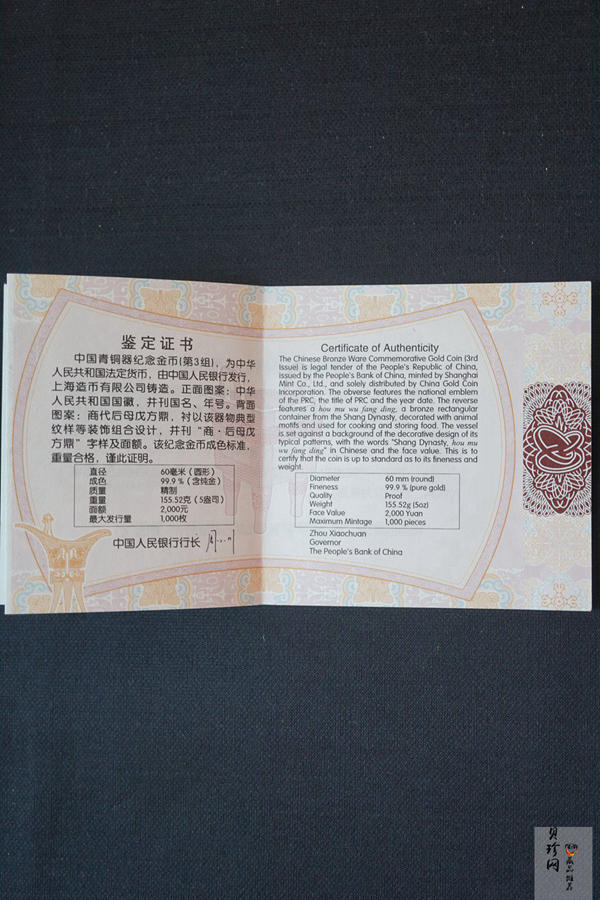 鉴定证书
中国青铜器纪念金币(第3组)，为中华
人民共和国法定货币，由中国人民银行发行，
上海造币有限公司铸造。正面图案：中华
人民共和国国徽，并刊国名、年号。背面
图案：商代后母戊方鼎，衬以该器物典型
纹样等装饰组合设计，并刊“商·后母戊
方鼎”字样及面额。该纪念金币成色标准，
重量合格，谨此证明。
直径 60毫米（圆形）
成色 99.9%（含纯金）
质量 精制
重量 155.52克（5盎司）
面额 2,000元
最大发行量 1,000枚
中国人民银行行长
Certificate of Authenticity
The Chinese Bronze Ware Commemorative Gold Coin (3rd
Issue) is legal tender of the People's Republic of China,
issued by the People's Bank of China, minted by Shanghai
Mint Co., Ltd., and solely distributed by China Gold Coin
Incorporation. The obverse features the national emblem
of the PRC, the title of PRC and the year date. The reverse
features a hou mu wu fang ding, a bronze rectangular
container from the Shang Dynasty, decorated with animal
motifs and used for cooking and storing food. The vessel
is set against a background of the decorative design of its
typical patterns, with the words "Shang Dynasty, hou mu
wu fang ding" in Chinese and the face value. This is to
certify that the coin is up to standard as to its fineness and
weight.
Diameter 60 mm (round)
Fineness 99.9 % (pure gold)
Quality Proof
Weight 155.52g (5oz)
Face Value 2,000 Yuan
Maximum Mintage 1,000 pieces
Zhou Xiaochuan
Governor
The People's Bank of China
贝珍网
藏品推荐